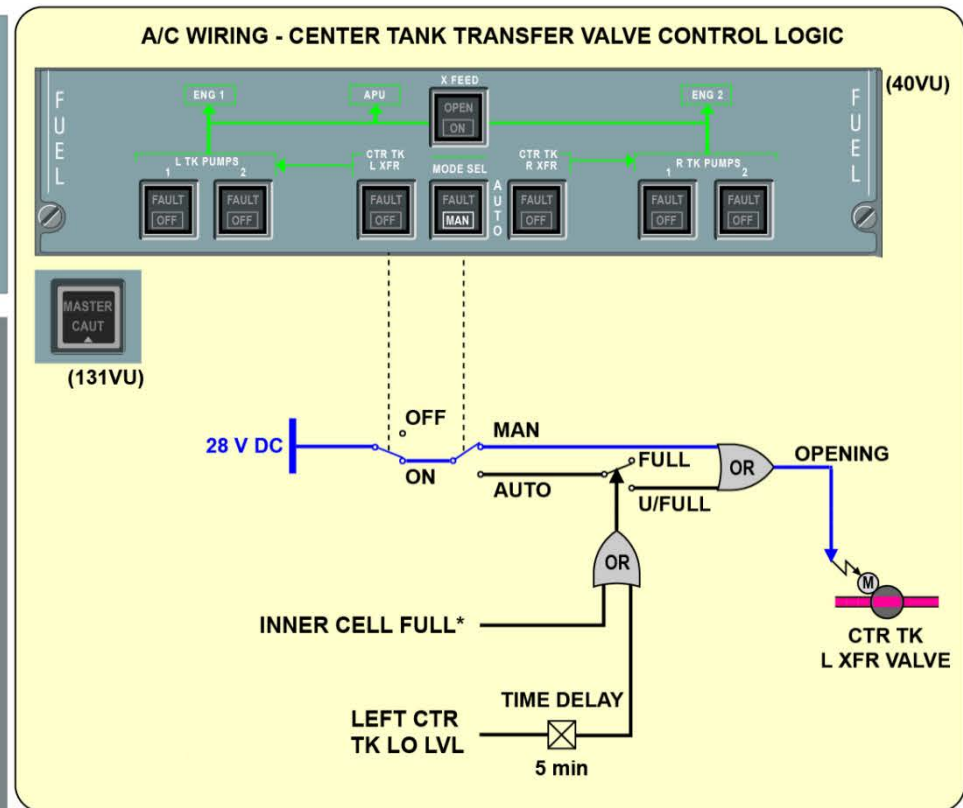 A/C WIRING - CENTER TANK TRANSFER VALVE CONTROL LOGIC
(40VU)
FUEL
FUEL
X FEED
ENG 1
APU
OPEN
ON
ENG 2
L TK PUMPS
1 2
CTR TK
L XFR
MODE SEL
CTR TK
R XFR
R TK PUMPS
1 2
FAULT
OFF
FAULT
OFF
FAULT
OFF
FAULT
MAN
AUTO
FAULT
OFF
FAULT
OFF
FAULT
OFF
MASTER
CAUT
(131VU)
OFF
28 V DC
ON
MAN
AUTO
FULL
U/FULL
OR
OPENING
OR
M
INNER CELL FULL*
CTR TK
L XFR VALVE
LEFT CTR
TK LO LVL
TIME DELAY
5 min